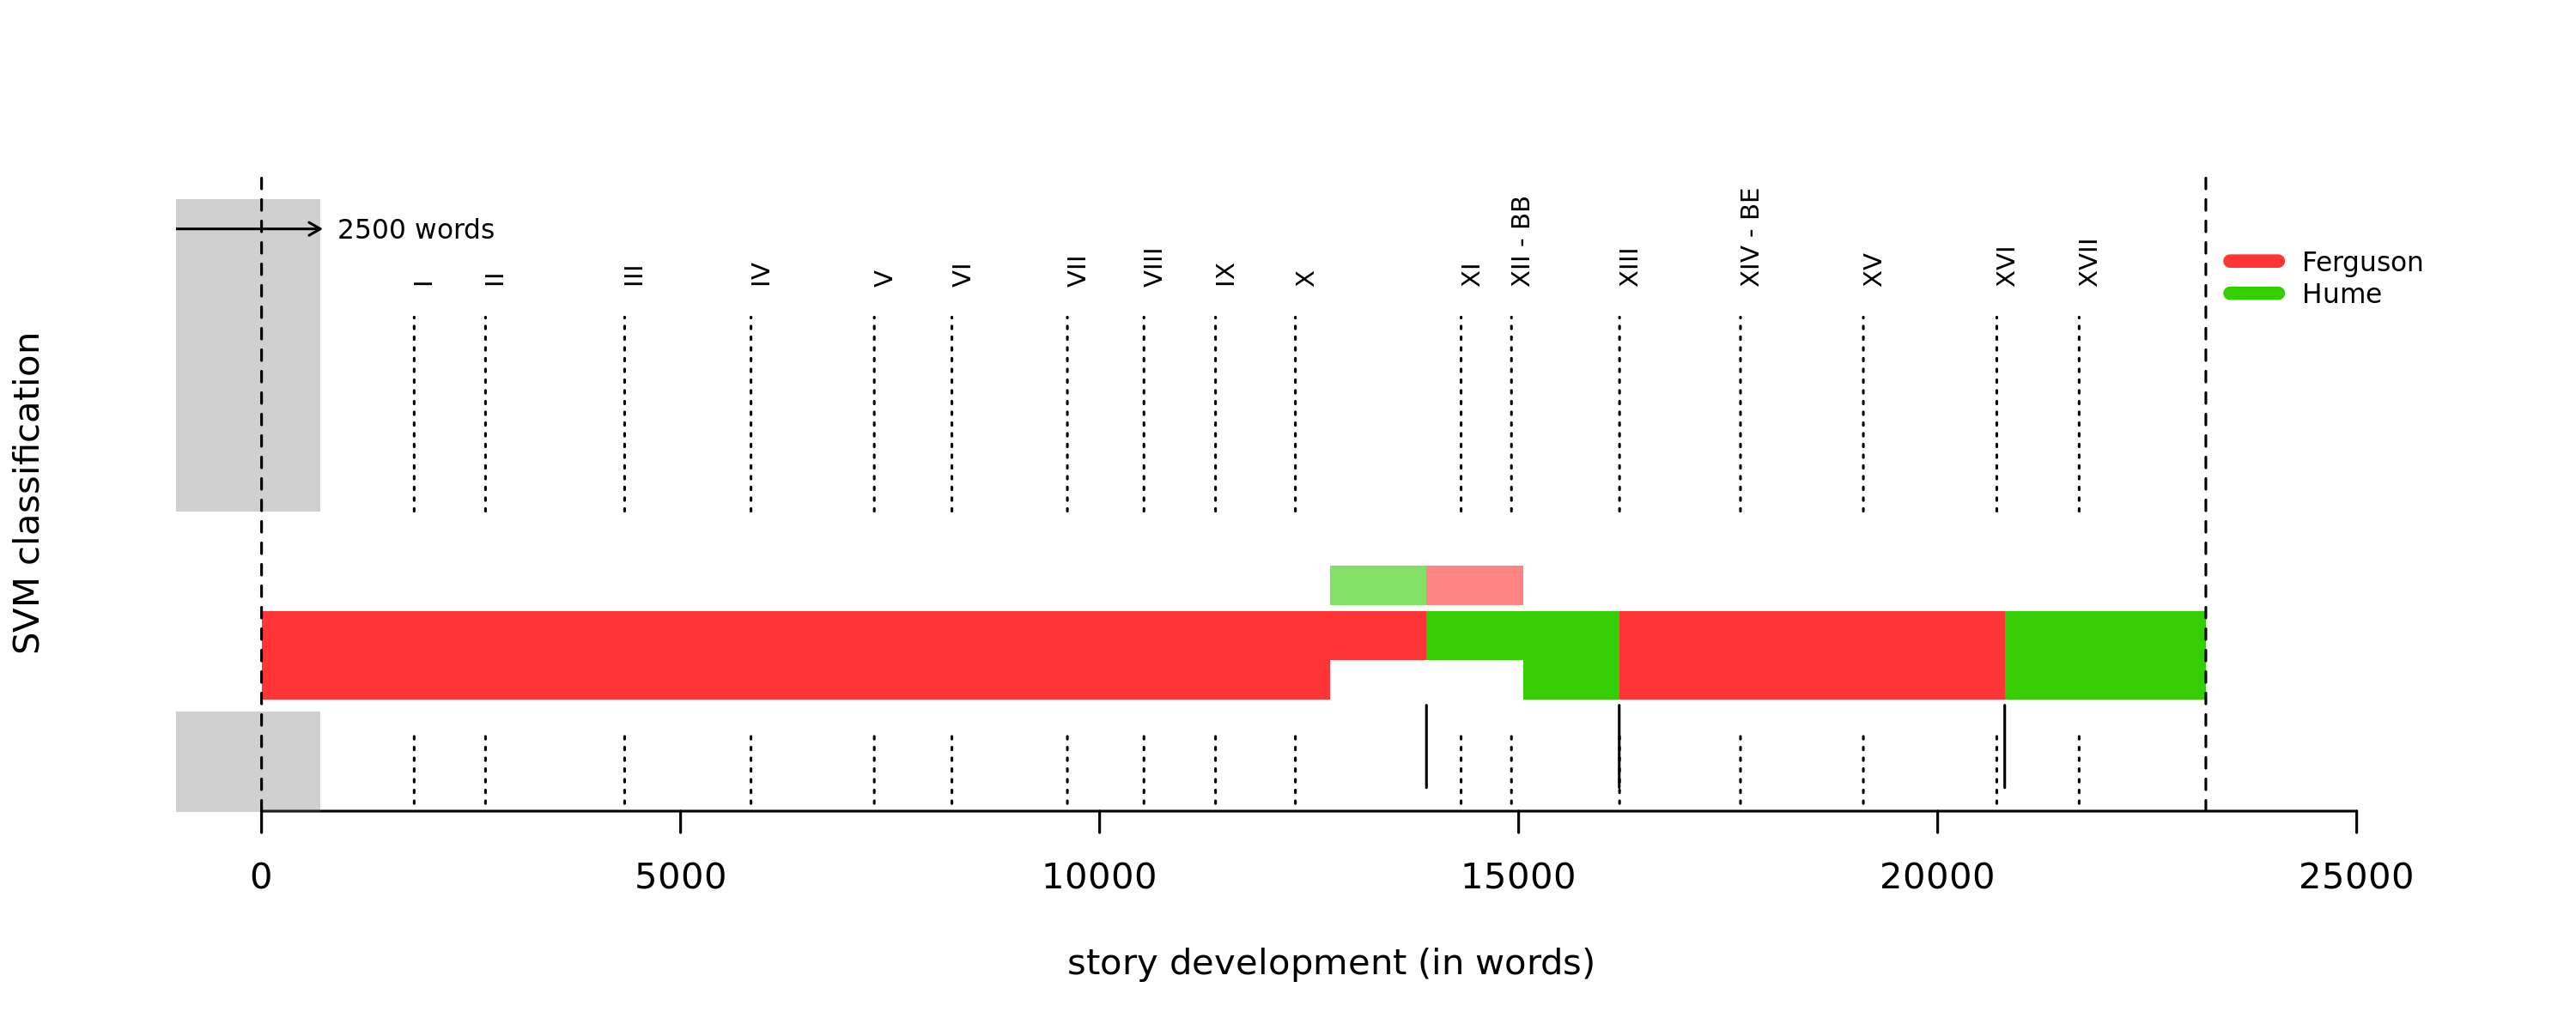 2500 words
I
II
III
IV
V
VI
VII
VIII
IX
X
XI
XII - BB
XIII
XIV - BE
XV
XVI
XVII
Ferguson
Hume
SVM classification
0
5000
10000
15000
20000
25000
story development (in words)